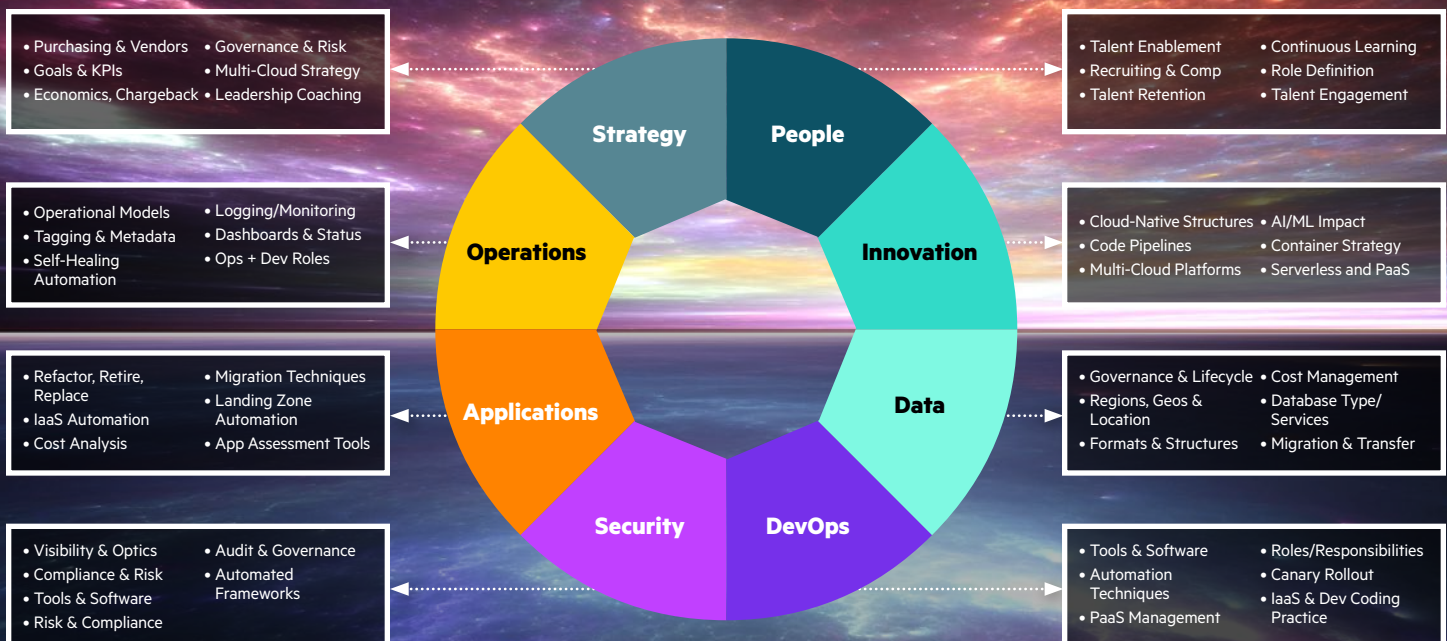 • Purchasing & Vendors
• Goals & KPIs
• Economics, Chargeback
• Governance & Risk
• Multi-Cloud Strategy
• Leadership Coaching
• Operational Models
• Tagging & Metadata
• Self-Healing
Automation
• Logging/Monitoring
• Dashboards & Status
• Ops + Dev Roles
• Refactor, Retire,
Replace
• IaaS Automation
• Cost Analysis
• Migration Techniques
• Landing Zone
Automation
• App Assessment Tools
• Visibility & Optics
• Compliance & Risk
• Tools & Software
• Risk & Compliance
• Audit & Governance
• Automated
Frameworks
Strategy
People
Operations
Innovation
Applications
Data
Security
DevOps
• Talent Enablement
• Recruiting & Comp
• Talent Retention
• Continuous Learning
• Role Definition
• Talent Engagement
• Cloud-Native Structures
• Code Pipelines
• Multi-Cloud Platforms
• AI/ML Impact
• Container Strategy
• Serverless and PaaS
• Governance & Lifecycle
• Regions, Geos &
Location
• Formats & Structures
• Cost Management
• Database Type/
Services
• Migration & Transfer
• Tools & Software
• Automation
Techniques
• PaaS Management
• Roles/Responsibilities
• Canary Rollout
• IaaS & Dev Coding
Practice